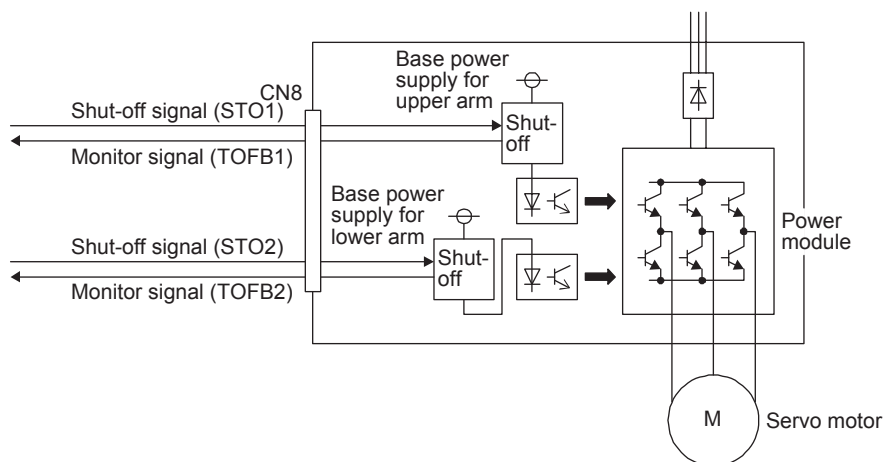 Base power
supply for
upper arm
CN8
Shut-off signal (STO1)
Shut-
off
Monitor signal (TOFB1)
Base power
supply for
lower arm
Power
module
Shut-off signal (STO2)
Shut-
off
Monitor signal (TOFB2)
M
Servo motor